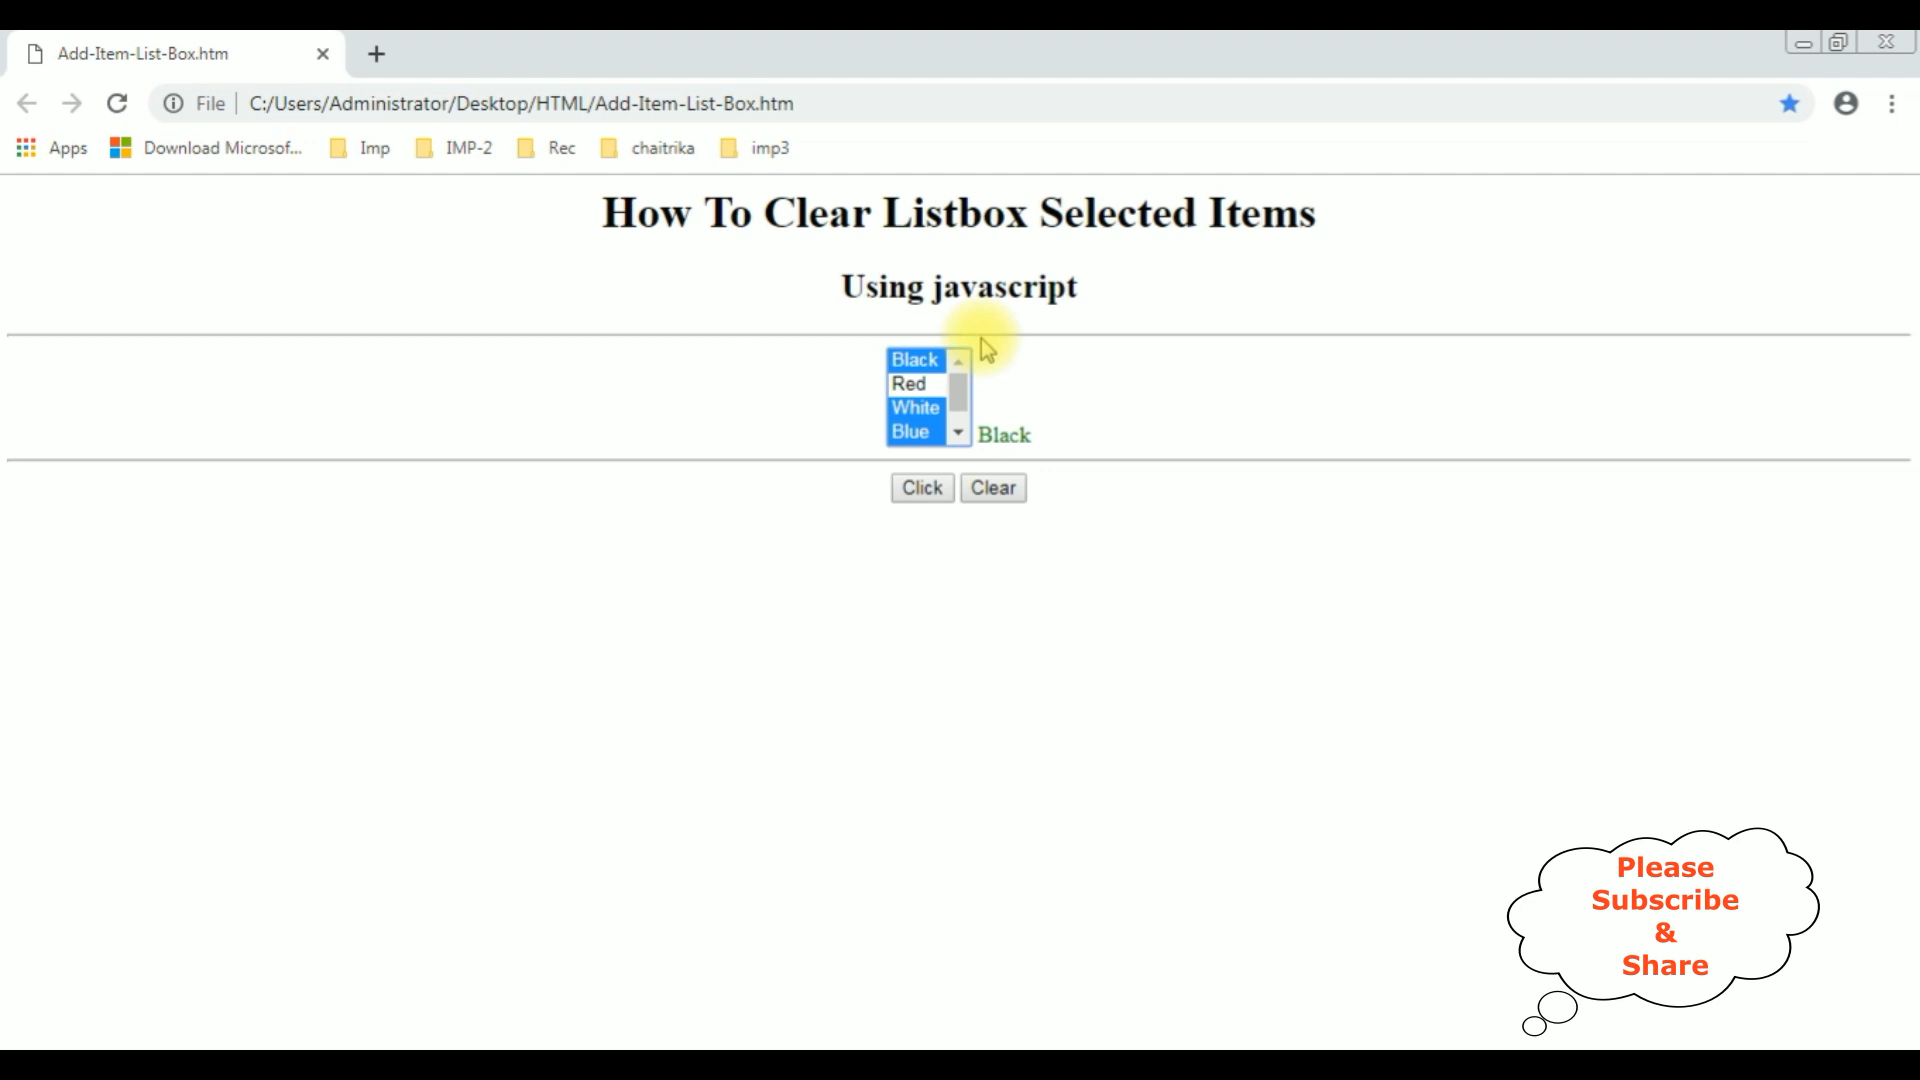 Add-Item-List-Box.htm
File C:/Users/Administrator/Desktop/HTML/Add-Item-List-Box.htm
Apps Download Microsof... Imp IMP-2 Rec chaitrika imp3
How To Clear Listbox Selected Items
Using javascript
Black
Red
White
Blue
Black
Click Clear
Please
Subscribe
&
Share